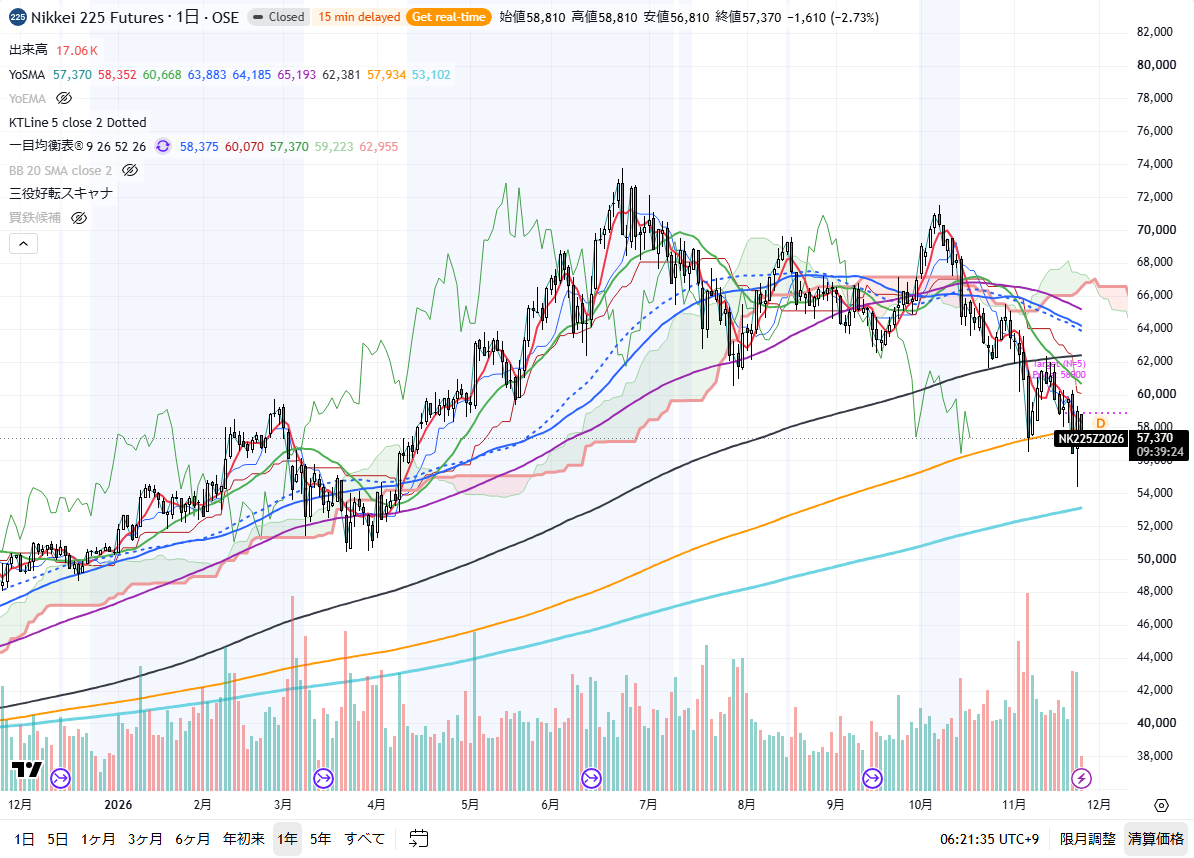 225 Nikkei 225 Futures · 1日 · OSE Closed 15 min delayed Get real-time 始値58,810 高値58,810 安値56,810 終値57,370 −1,610 (−2.73%)
出来高 17.06 K
YoSMA 57,370 58,352 60,668 63,883 64,185 65,193 62,381 57,934 53,102
YoEMA
KTLine 5 close 2 Dotted
一目均衡表® 9 26 52 26 58,375 60,070 57,370 59,223 62,955
BB 20 SMA close 2
三役好転スキャナ
買鉄候補
82,000
80,000
78,000
76,000
74,000
72,000
70,000
68,000
66,000
64,000
62,000
60,000
58,000
56,000
54,000
52,000
50,000
48,000
46,000
44,000
42,000
40,000
38,000
(N=5)
D
NK225Z2026 57,370
09:39:24
12月 2026 2月 3月 4月 5月 6月 7月 8月 9月 10月 11月 12月
1日 5日 1ヶ月 3ヶ月 6ヶ月 年初来 1年 5年 すべて 06:21:35 UTC+9 限月調整 清算価格